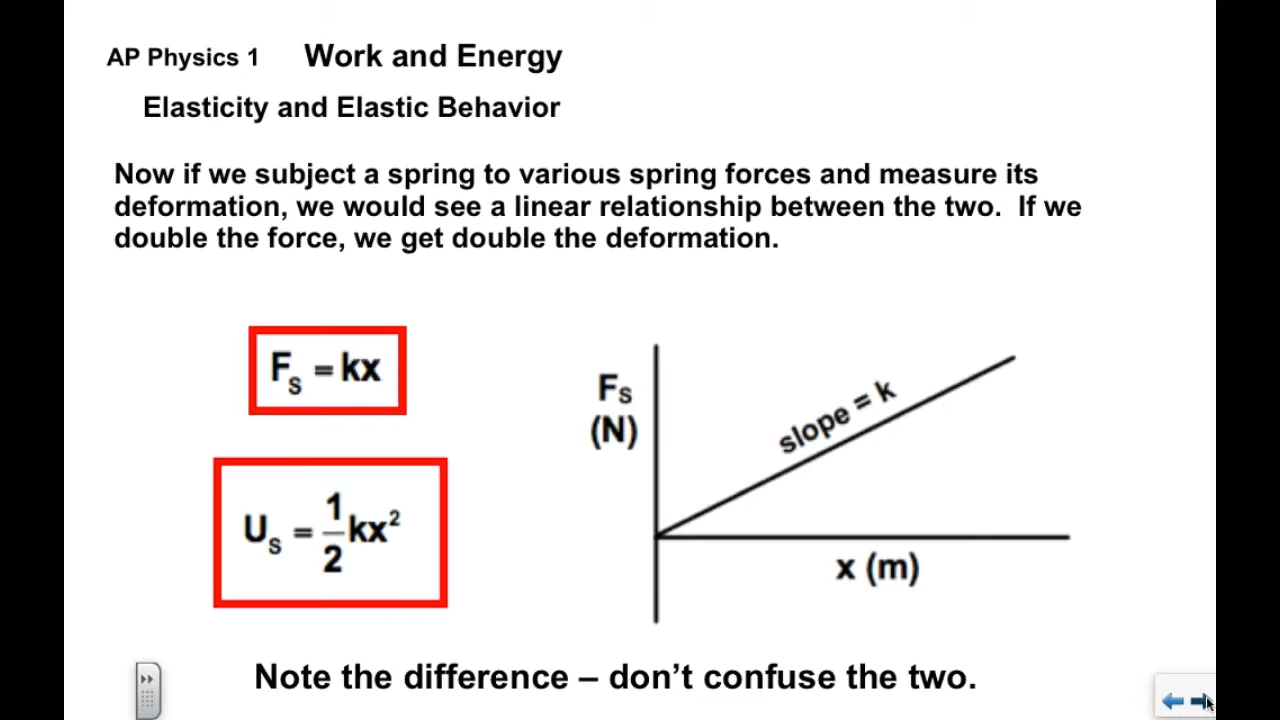 AP Physics 1 Work and Energy
Elasticity and Elastic Behavior
Now if we subject a spring to various spring forces and measure its
deformation, we would see a linear relationship between the two. If we
double the force, we get double the deformation.
Fs = kx
Us = 1/2 kx²
Fs
(N)
slope = k
x (m)
Note the difference – don’t confuse the two.